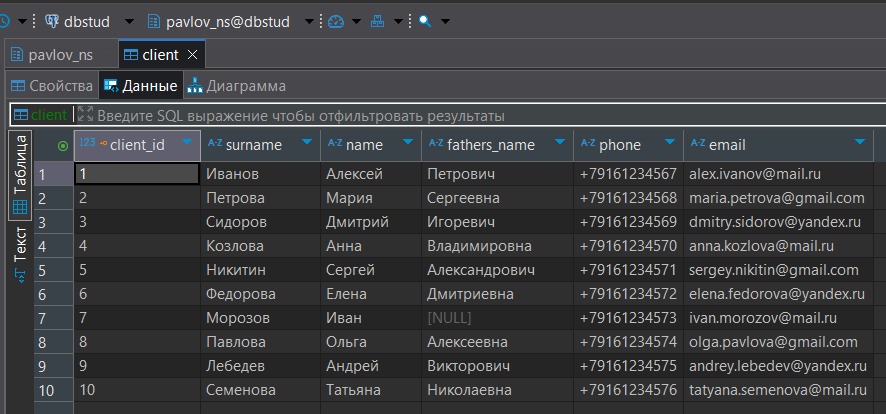 dbstud pavlov_ns@dbstud
pavlov_ns client
Свойства Данные Диаграмма
client Введите SQL выражение чтобы отфильтровать результаты
Таблица
Текст
123 client_id A-Z surname A-Z name A-Z fathers_name A-Z phone A-Z email
1 1 Иванов Алексей Петрович +79161234567 alex.ivanov@mail.ru
2 2 Петрова Мария Сергеевна +79161234568 maria.petrova@gmail.com
3 3 Сидоров Дмитрий Игоревич +79161234569 dmitry.sidorov@yandex.ru
4 4 Козлова Анна Владимировна +79161234570 anna.kozlova@mail.ru
5 5 Никитин Сергей Александрович +79161234571 sergey.nikitin@gmail.com
6 6 Федорова Елена Дмитриевна +79161234572 elena.fedorova@yandex.ru
7 7 Морозов Иван [NULL] +79161234573 ivan.morozov@mail.ru
8 8 Павлова Ольга Алексеевна +79161234574 olga.pavlova@gmail.com
9 9 Лебедев Андрей Викторович +79161234575 andrey.lebedev@yandex.ru
10 10 Семенова Татьяна Николаевна +79161234576 tatyana.semenova@mail.ru